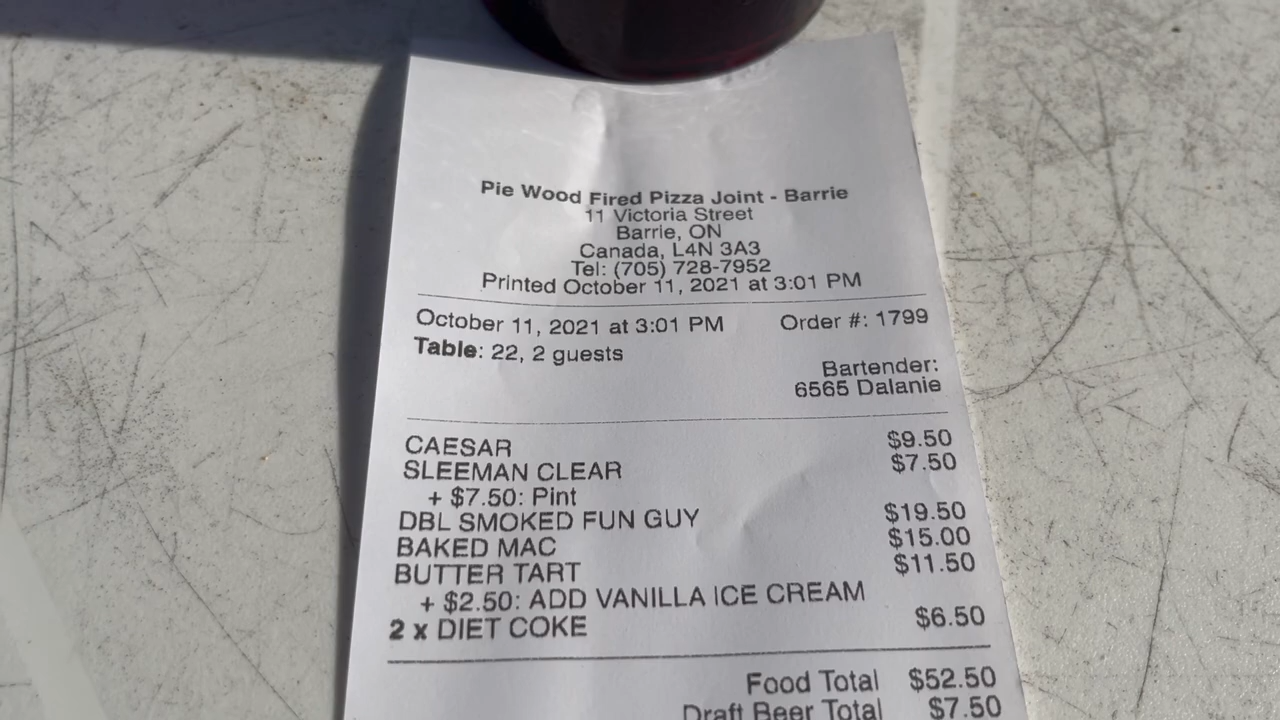 Pie Wood Fired Pizza Joint - Barrie
11 Victoria Street
Barrie, ON
Canada, L4N 3A3
Tel: (705) 728-7952
Printed October 11, 2021 at 3:01 PM
October 11, 2021 at 3:01 PM Order #: 1799
Table: 22, 2 guests
Bartender:
6565 Dalanie
CAESAR $9.50
SLEEMAN CLEAR $7.50
+ $7.50: Pint
DBL SMOKED FUN GUY $19.50
BAKED MAC $15.00
BUTTER TART $11.50
+ $2.50: ADD VANILLA ICE CREAM
2 x DIET COKE $6.50
Food Total $52.50
Draft Beer Total $7.50